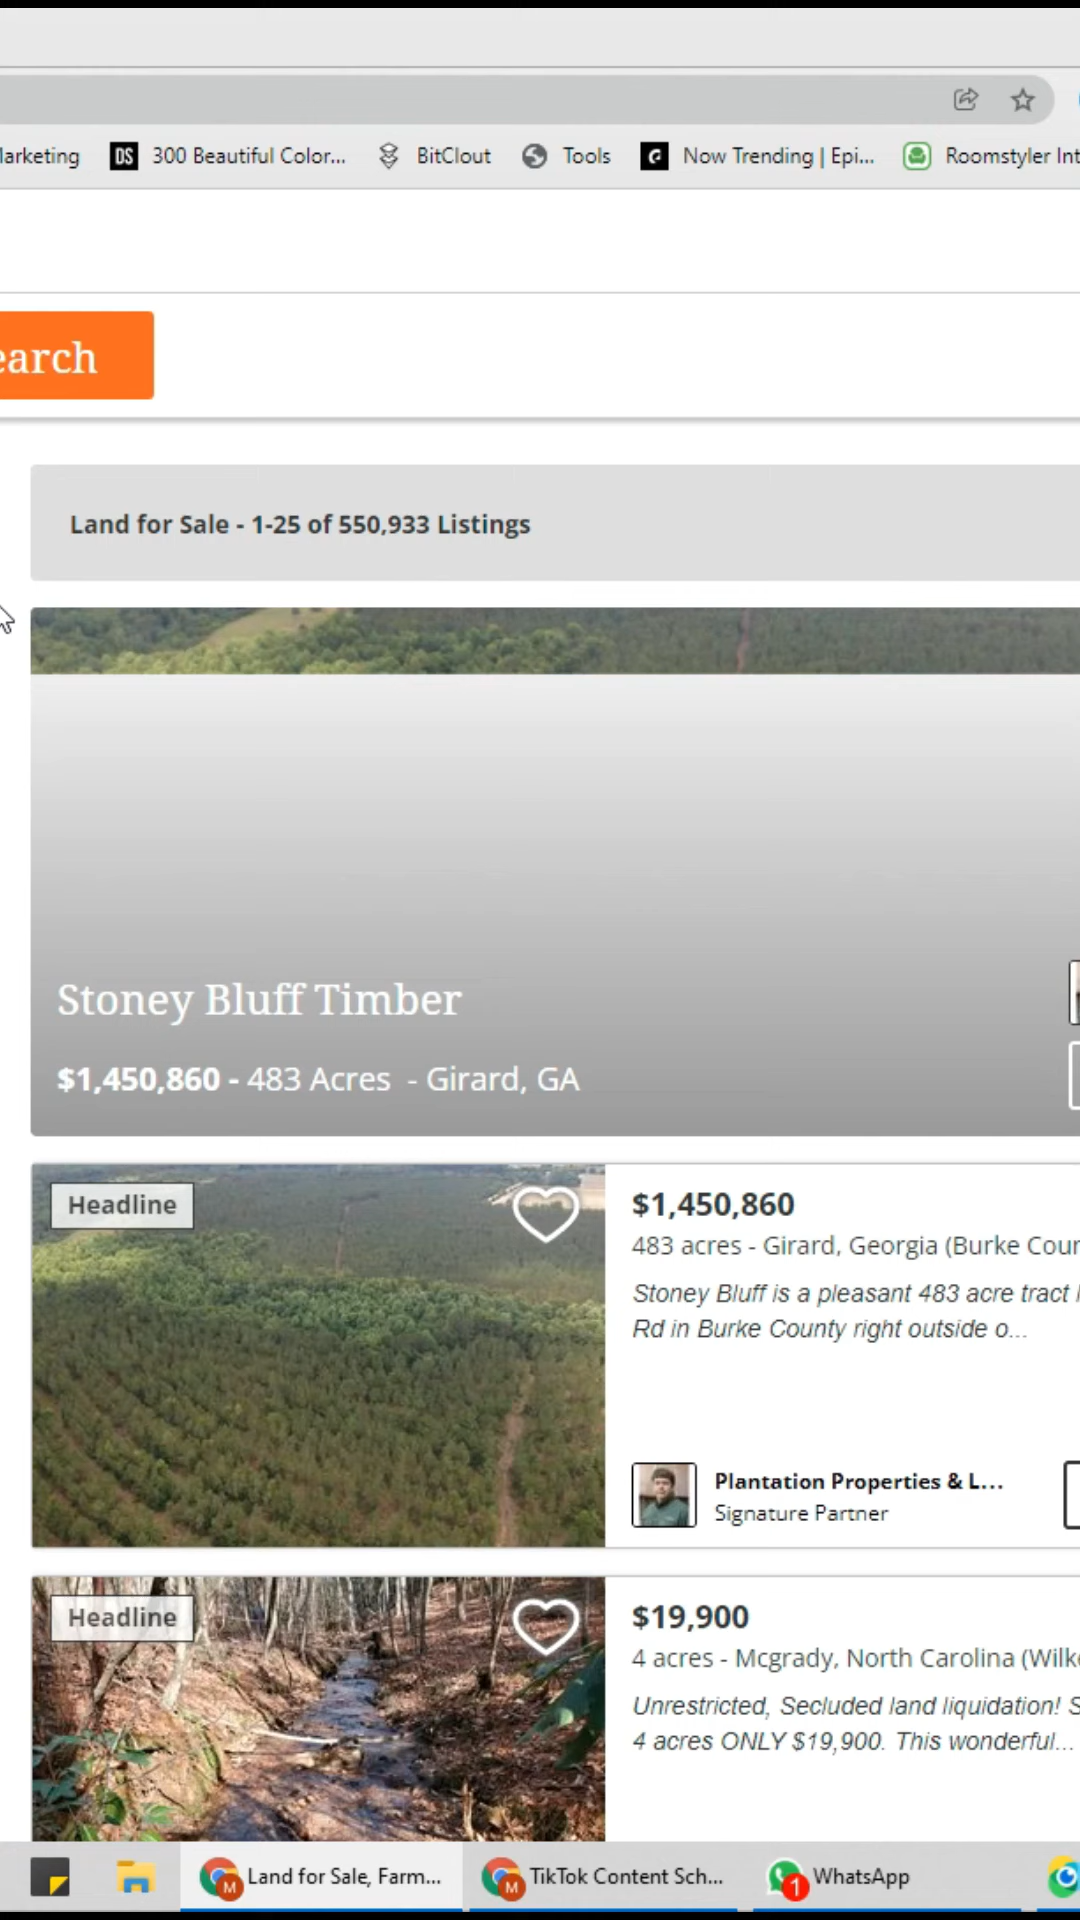 arketing DS 300 Beautiful Color... BitClout Tools Now Trending | Epi... Roomstyler Int
earch
Land for Sale - 1-25 of 550,933 Listings
Stoney Bluff Timber
$1,450,860 - 483 Acres - Girard, GA
Headline
$1,450,860
483 acres - Girard, Georgia (Burke Cour
Stoney Bluff is a pleasant 483 acre tract
Rd in Burke County right outside o...
Plantation Properties & L...
Signature Partner
Headline
$19,900
4 acres - Mcgrady, North Carolina (Wilk
Unrestricted, Secluded land liquidation! S
4 acres ONLY $19,900. This wonderful...
M Land for Sale, Farm... M TikTok Content Sch... 1 WhatsApp